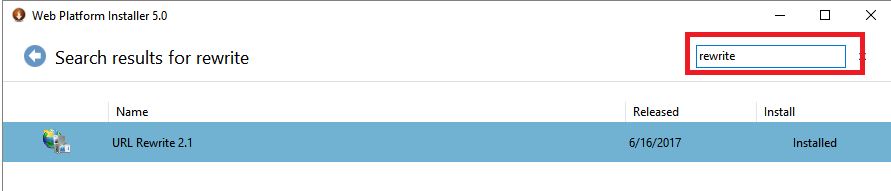 Web Platform Installer 5.0
Search results for rewrite
rewrite
x
Name Released Install
URL Rewrite 2.1 6/16/2017 Installed